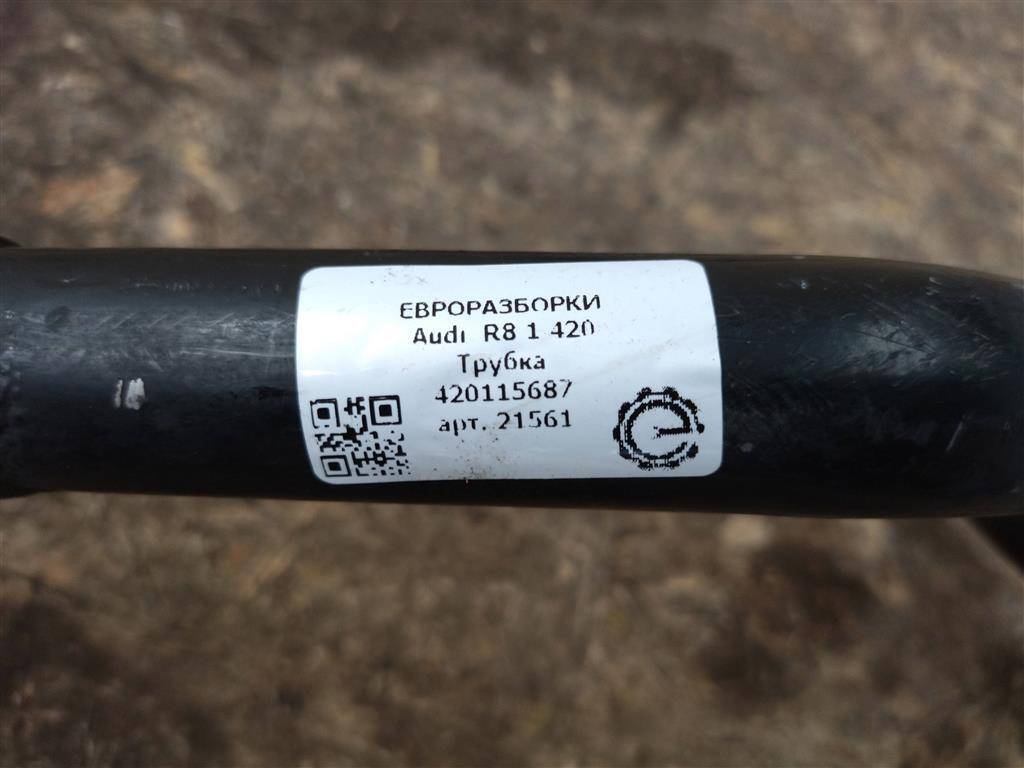 ЕВРОРАЗБОРКИ
Audi R8 1 420
Трубка
420115687
арт. 21561